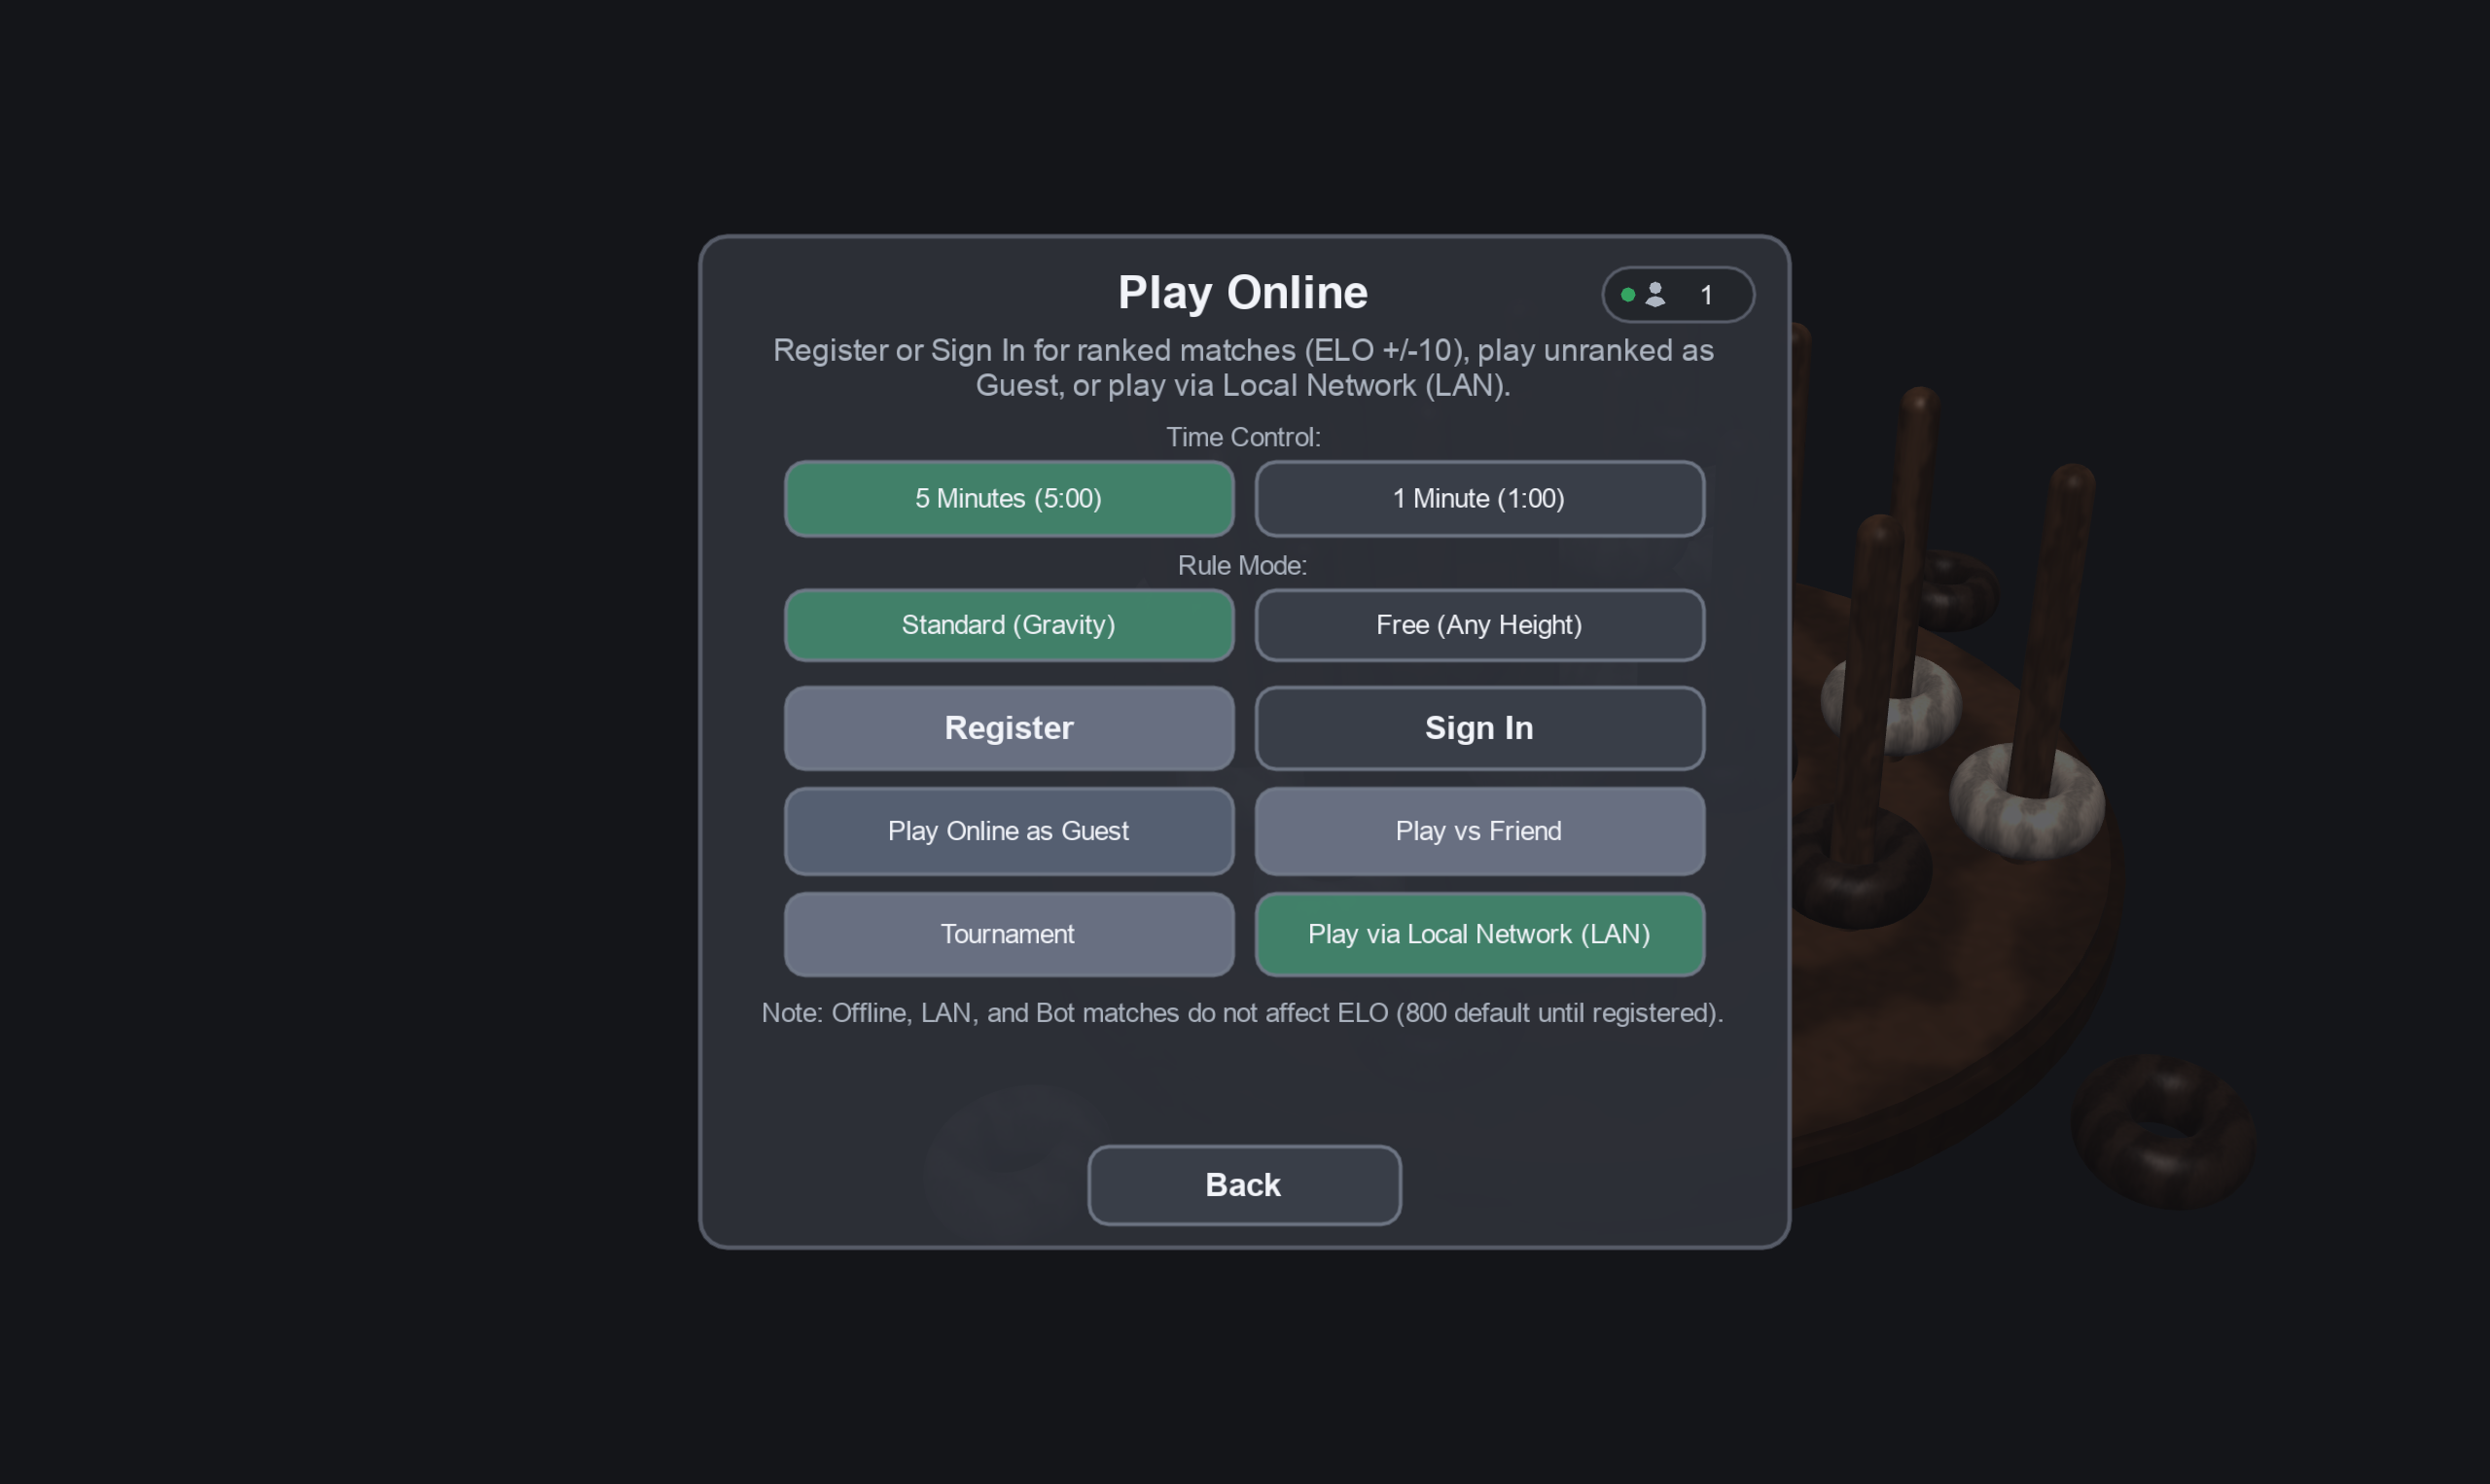 Play Online
1
Register or Sign In for ranked matches (ELO +/-10), play unranked as
Guest, or play via Local Network (LAN).
Time Control:
5 Minutes (5:00)
1 Minute (1:00)
Rule Mode:
Standard (Gravity)
Free (Any Height)
Register
Sign In
Play Online as Guest
Play vs Friend
Tournament
Play via Local Network (LAN)
Note: Offline, LAN, and Bot matches do not affect ELO (800 default until registered).
Back